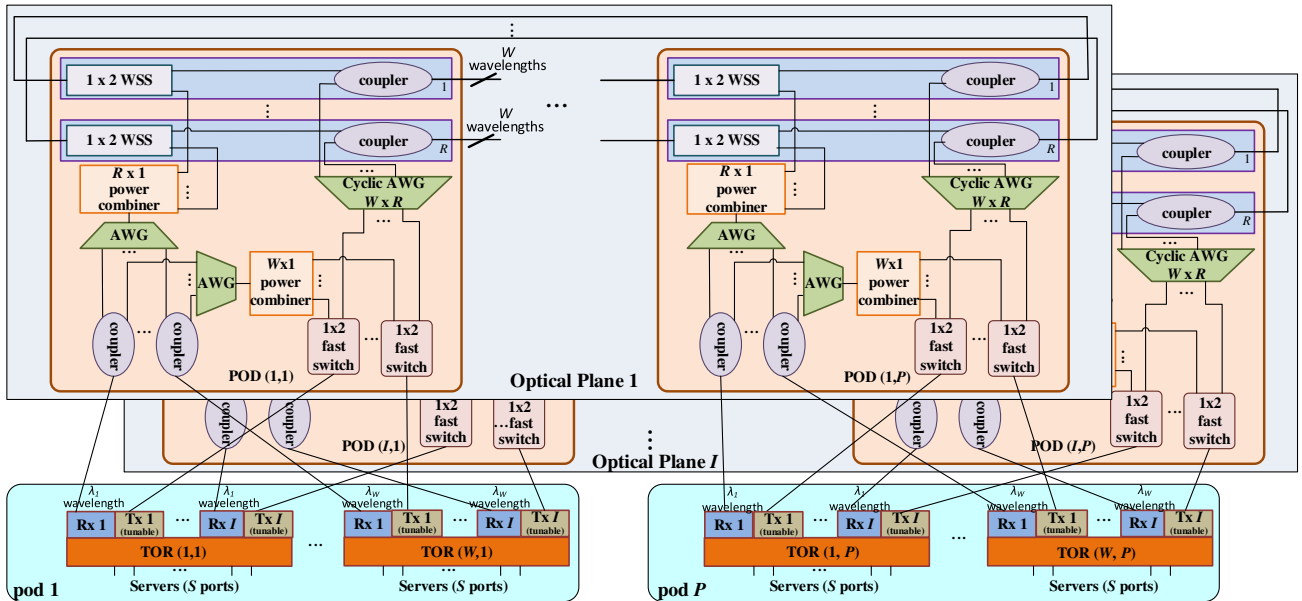 W
wavelengths
1 x 2 WSS
coupler
1
W
wavelengths
1 x 2 WSS
coupler
R
R x 1
power
combiner
Cyclic AWG
W x R
AWG
AWG
Wx1
power
combiner
coupler
coupler
1x2
fast
switch
1x2
fast
switch
POD (1,1)
...
1 x 2 WSS
coupler
1
1 x 2 WSS
coupler
R
R x 1
power
combiner
Cyclic AWG
W x R
AWG
AWG
Wx1
power
combiner
coupler
coupler
1x2
fast
switch
1x2
fast
switch
POD (1,P)
Optical Plane 1
coupler
1
coupler
R
Cyclic AWG
W x R
1x2
fast
switch
1x2
fast
switch
coupler
coupler
1x2
fast
switch
1x2
...fast
switch
POD (I,1)
coupler
coupler
POD (I,P)
Optical Plane I
λ1
wavelength
λ1
wavelength
λW
wavelength
λW
wavelength
Rx 1
Tx 1
(tunable)
...
Rx I
Tx I
(tunable)
TOR (1,1)
...
Rx 1
Tx 1
(tunable)
...
Rx I
Tx I
(tunable)
TOR (W,1)
pod 1
Servers (S ports)
Servers (S ports)
λ1
wavelength
λ1
wavelength
λW
wavelength
λW
wavelength
Rx 1
Tx 1
(tunable)
...
Rx I
Tx I
(tunable)
TOR (1, P)
...
Rx 1
Tx 1
(tunable)
...
Rx I
Tx I
(tunable)
TOR (W, P)
pod P
Servers (S ports)
Servers (S ports)